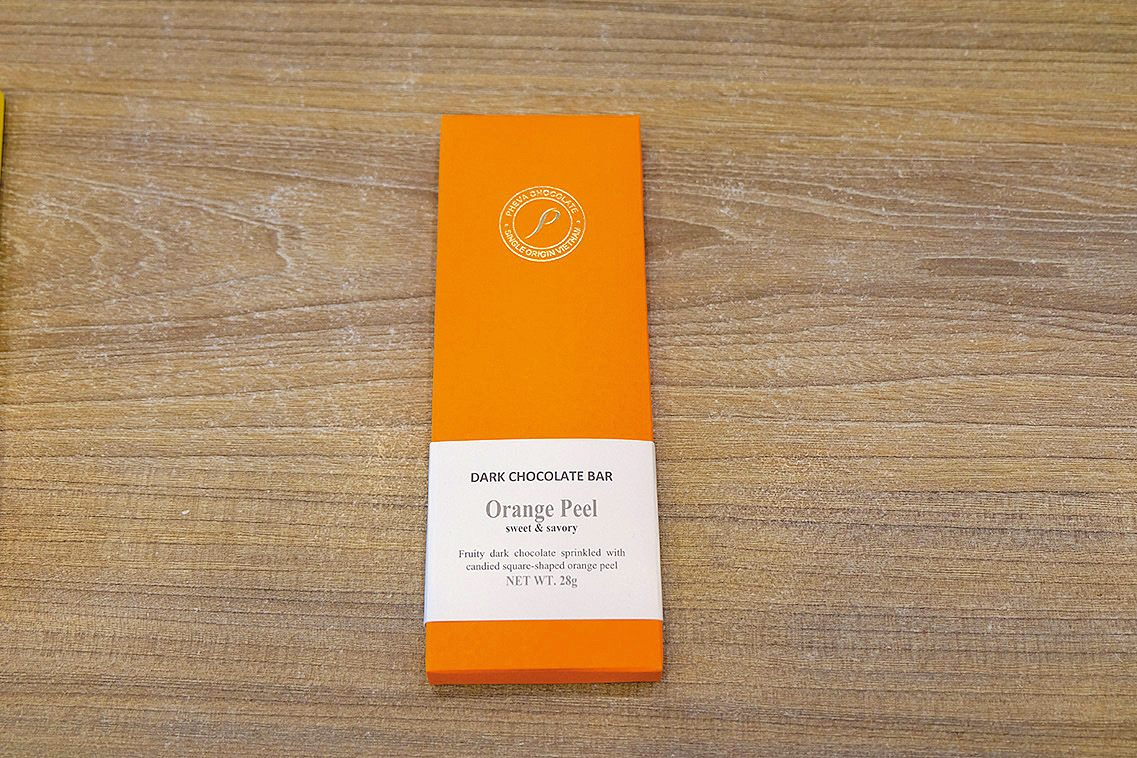 PHEVA CHOCOLATE
SINGLE ORIGIN VIETNAM
DARK CHOCOLATE BAR
Orange Peel
sweet & savory
Fruity dark chocolate sprinkled with
candied square-shaped orange peel
NET WT. 28g